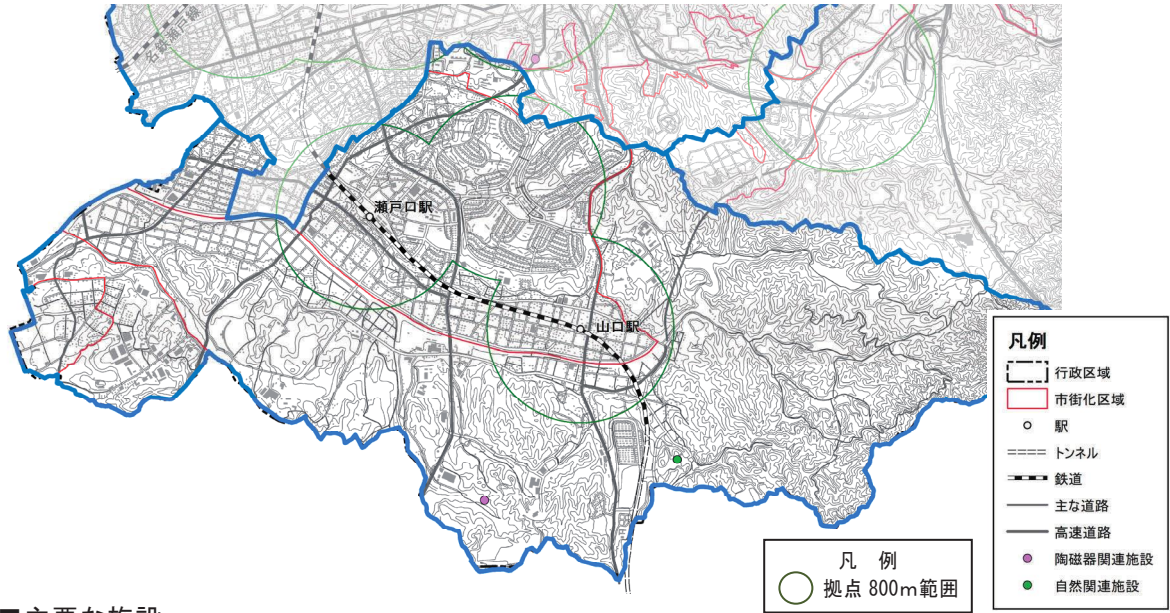 名鉄瀬戸線
瀬戸口駅
山口駅
凡例
行政区域
市街化区域
駅
トンネル
鉄道
主な道路
高速道路
陶磁器関連施設
自然関連施設
凡 例
拠点 800m範囲
■主要な施設